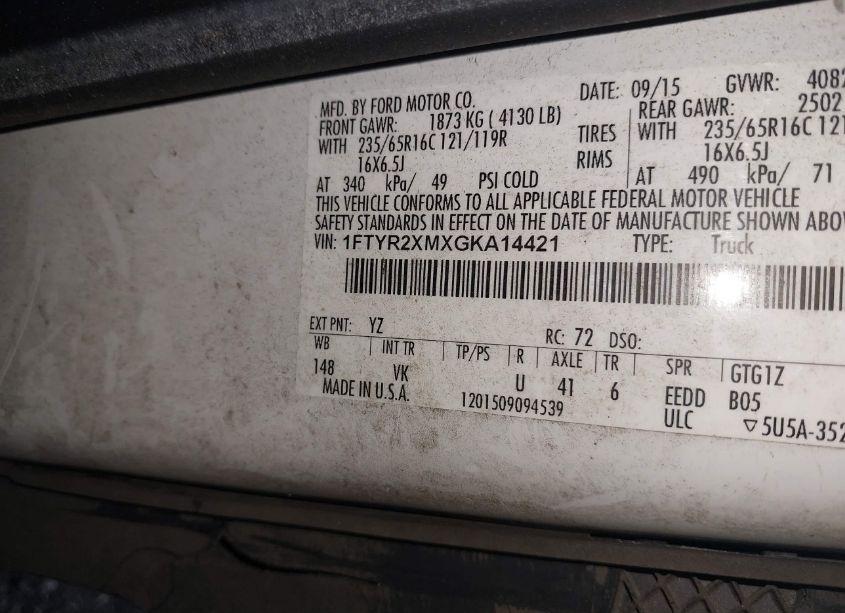 MFD. BY FORD MOTOR CO. DATE: 09/15 GVWR: 4082
FRONT GAWR: 1873 KG ( 4130 LB) REAR GAWR: 2502
WITH 235/65R16C 121/119R TIRES WITH 235/65R16C 121
16X6.5J RIMS 16X6.5J
AT 340 kPa/ 49 PSI COLD AT 490 kPa/ 71
THIS VEHICLE CONFORMS TO ALL APPLICABLE FEDERAL MOTOR VEHICLE
SAFETY STANDARDS IN EFFECT ON THE DATE OF MANUFACTURE SHOWN ABOV
VIN: 1FTYR2XMXGKA14421 TYPE: Truck
EXT PNT: YZ RC: 72 DSO:
WB INT TR TP/PS R AXLE TR SPR GTG1Z
148 VK U 41 6 EEDD B05
MADE IN U.S.A. 1201509094539 ULC ▽5U5A-352